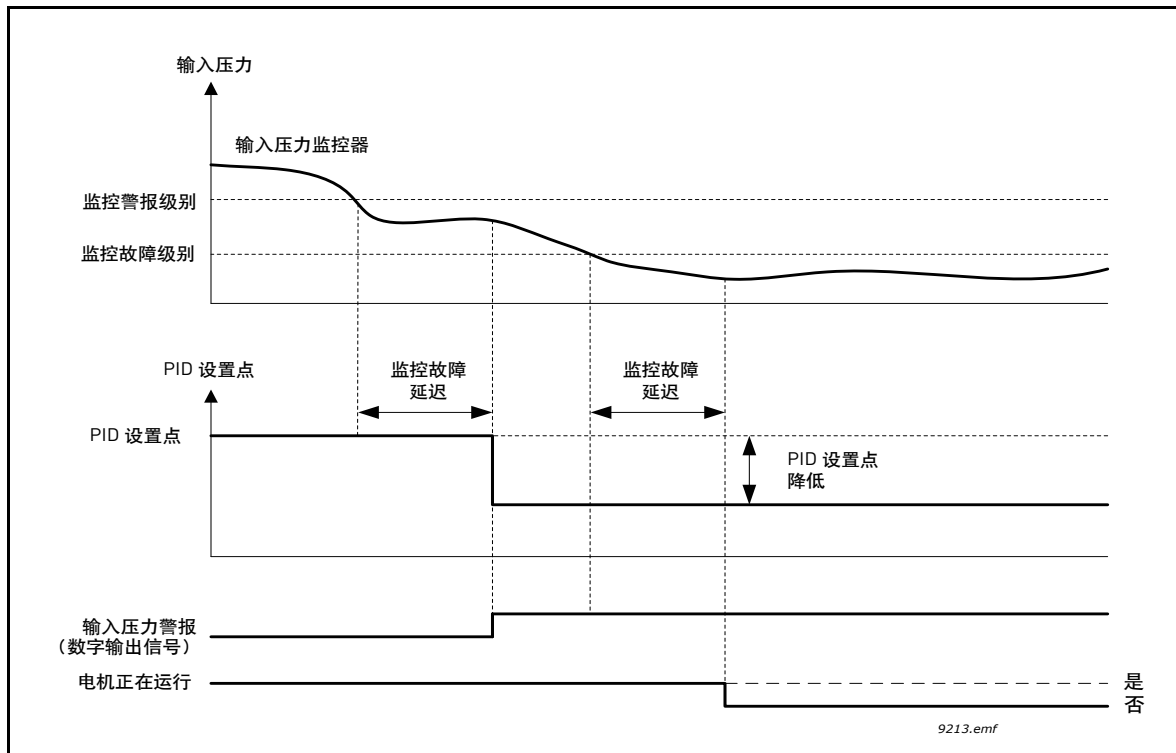 输入压力
输入压力监控器
监控警报级别
监控故障级别
PID 设置点
监控故障
延迟
监控故障
延迟
PID 设置点
PID 设置点
降低
输入压力警报
（数字输出信号）
电机正在运行
是
否
9213.emf